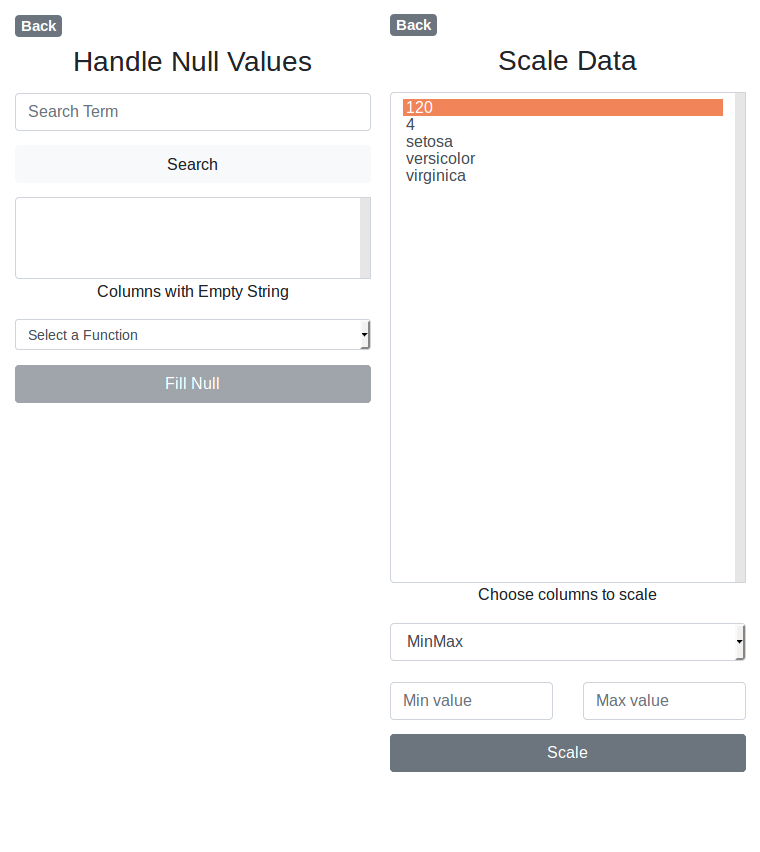 Back
Handle Null Values
Search Term
Search
Columns with Empty String
Select a Function
Fill Null
Back
Scale Data
120
4
setosa
versicolor
virginica
Choose columns to scale
MinMax
Min value
Max value
Scale